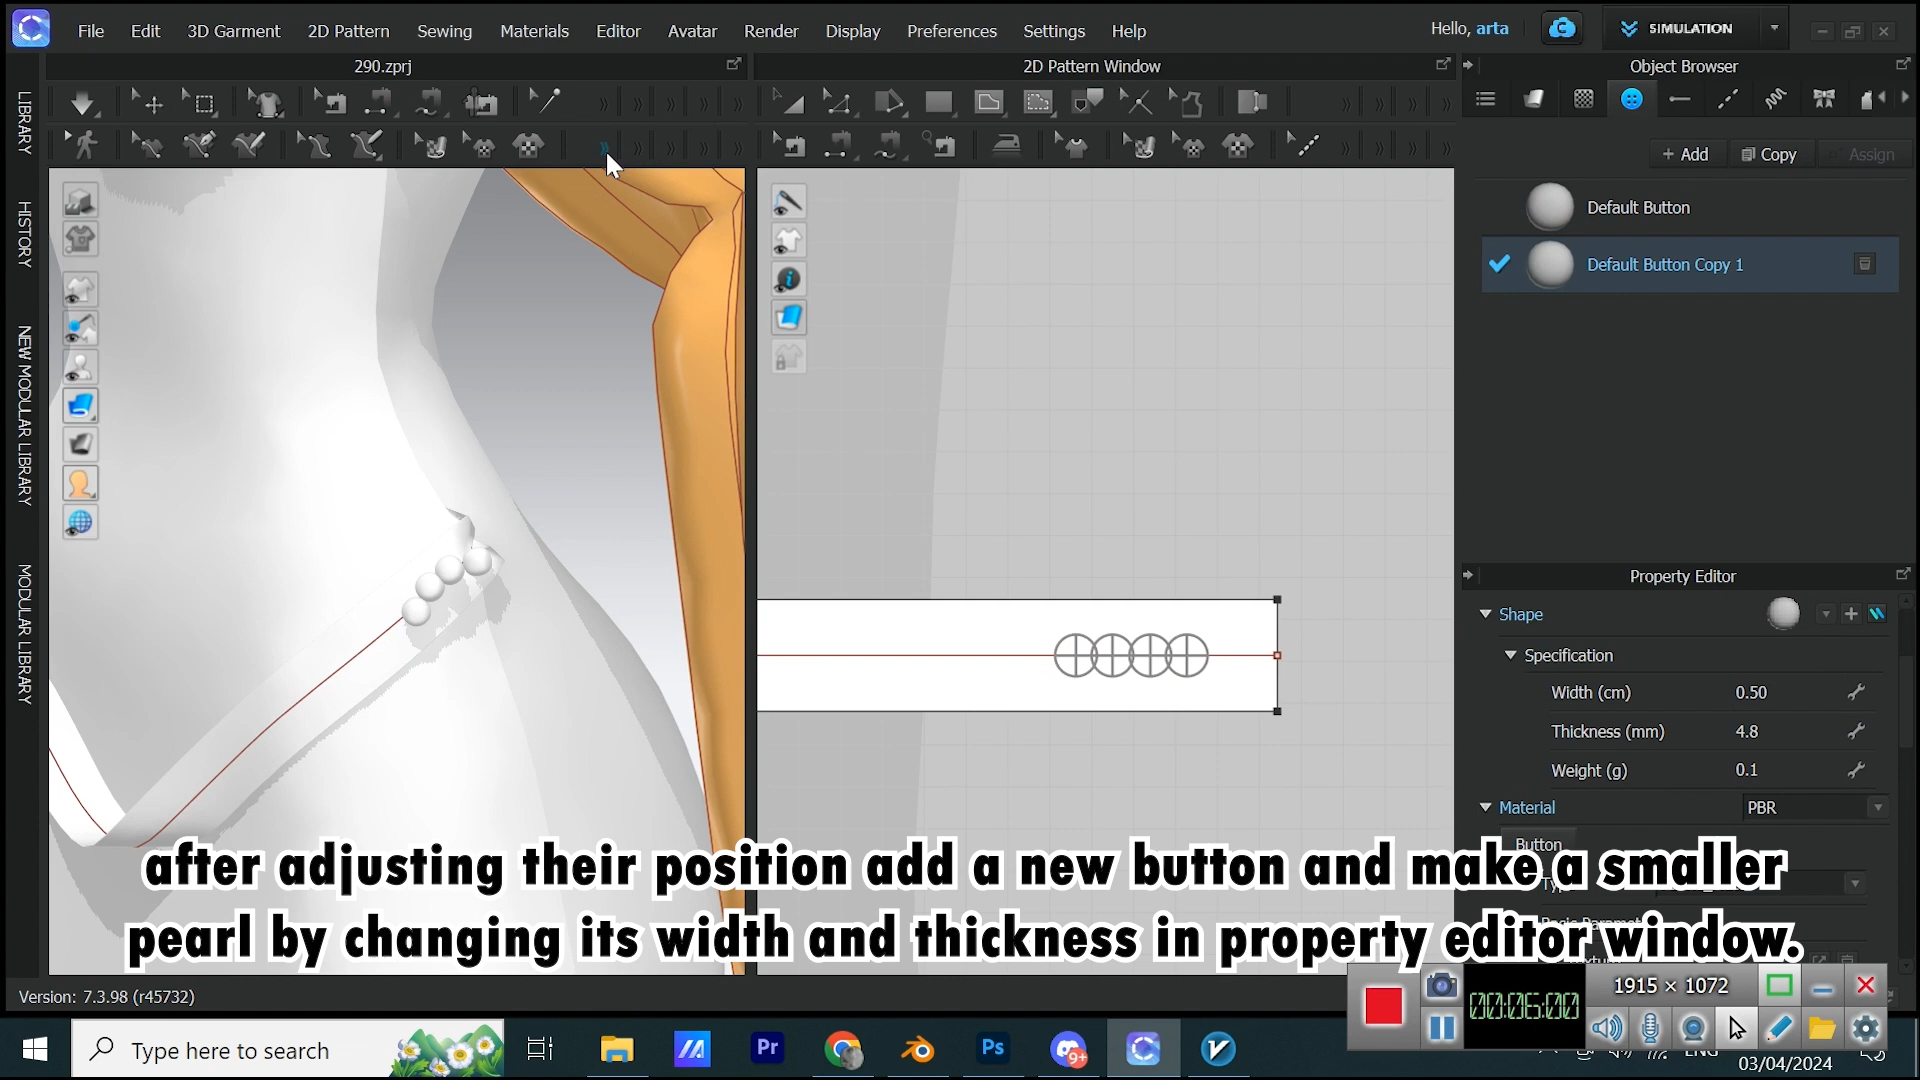 File Edit 3D Garment 2D Pattern Sewing Materials Editor Avatar Render Display Preferences Settings Help
Hello, arta
SIMULATION
290.zprj
2D Pattern Window
Object Browser
LIBRARY
HISTORY
NEW MODULAR LIBRARY
MODULAR LIBRARY
+ Add
Copy
Assign
Default Button
Default Button Copy 1
Property Editor
Shape
Specification
Width (cm) 0.50
Thickness (mm) 4.8
Weight (g) 0.1
Material PBR
Button
after adjusting their position add a new button and make a smaller
pearl by changing its width and thickness in property editor window.
Version: 7.3.98 (r45732)
00:06:00
1915 × 1072
Type here to search
Pr
Ps
9+
ENG
03/04/2024